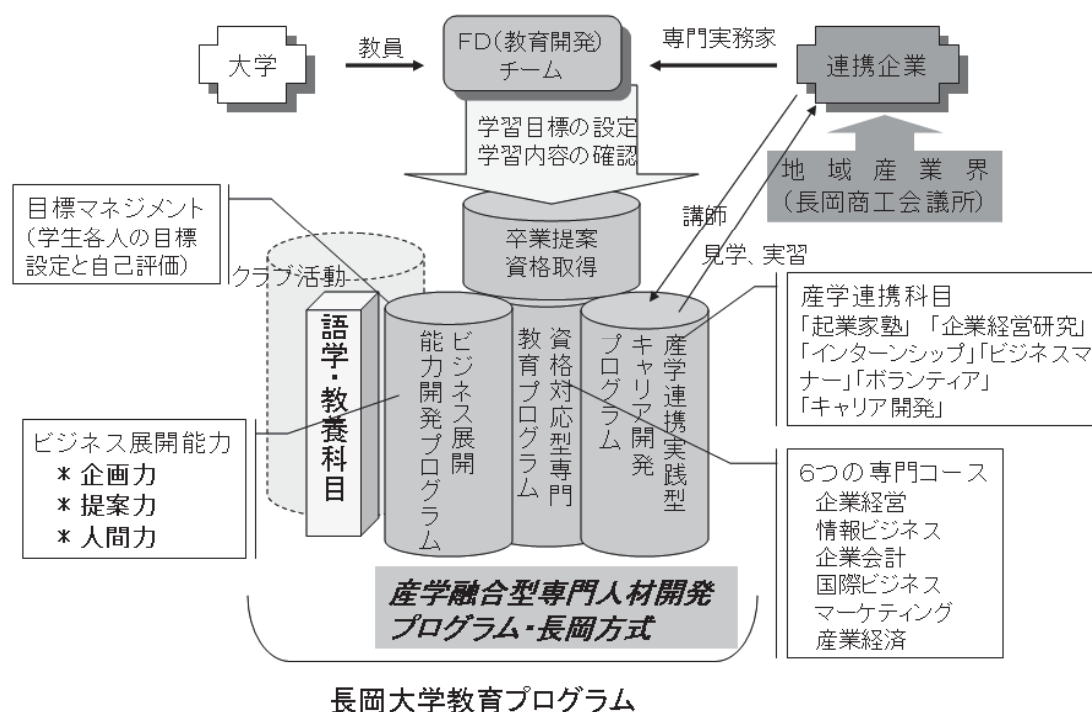 大学
教員
FD(教育開発)
チーム
専門実務家
連携企業
学習目標の設定
学習内容の確認
地域産業界
(長岡商工会議所)
目標マネジメント
(学生各人の目標
設定と自己評価)
クラブ活動
卒業提案
資格取得
講師
見学、実習
語学・教養科目
ビジネス展開
能力開発プログラム
資格対応型専門
教育プログラム
産学連携実践型
キャリア開発
プログラム
産学連携科目
「起業家塾」 「企業経営研究」
「インターンシップ」「ビジネスマ
ナー」「ボランティア」
「キャリア開発」
ビジネス展開能力
* 企画力
* 提案力
* 人間力
6つの専門コース
企業経営
情報ビジネス
企業会計
国際ビジネス
マーケティング
産業経済
産学融合型専門人材開発
プログラム・長岡方式
長岡大学教育プログラム